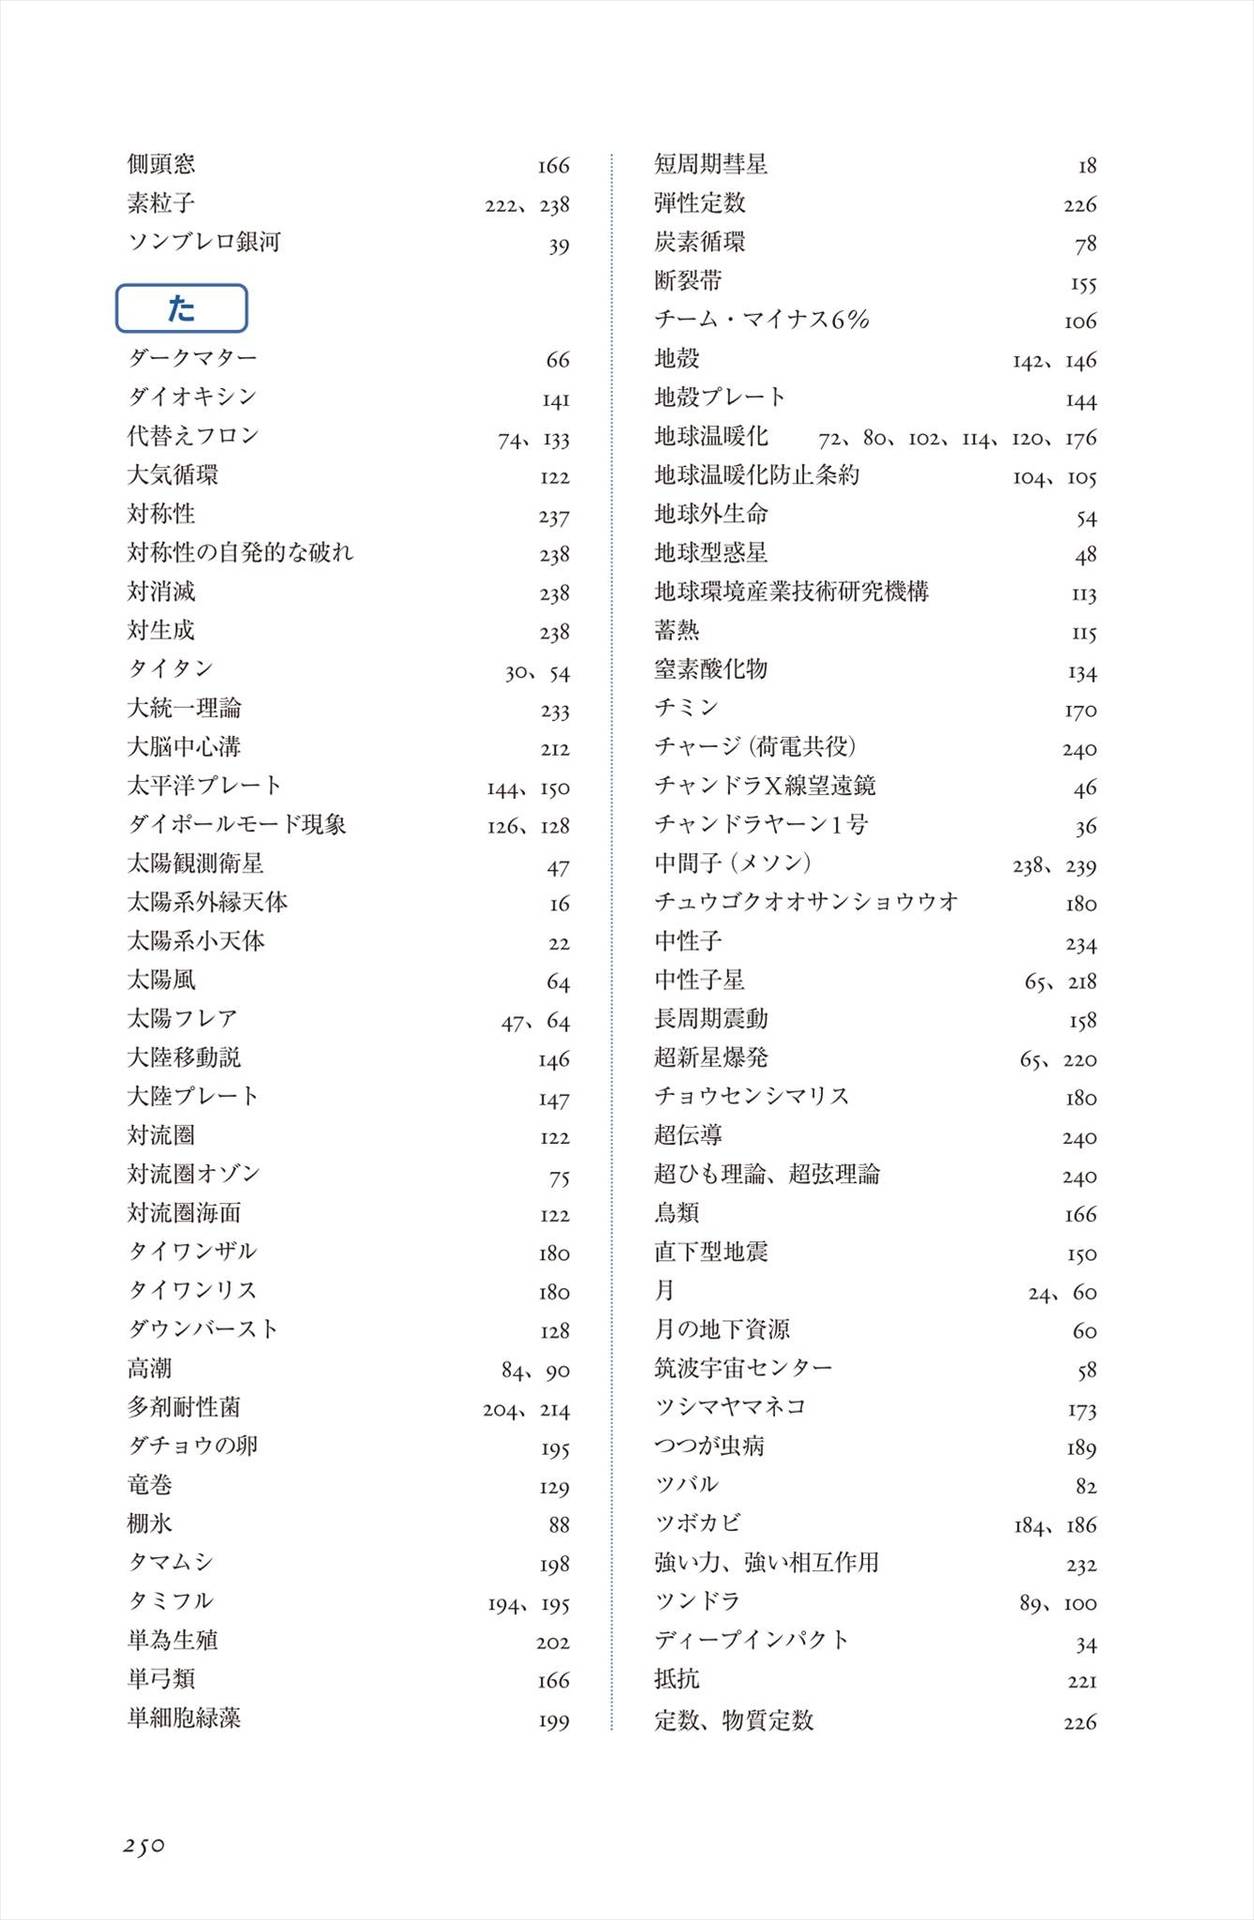 側頭窓 166
素粒子 222、238
ソンブレロ銀河 39
た
ダークマター 66
ダイオキシン 141
代替えフロン 74、133
大気循環 122
対称性 237
対称性の自発的な破れ 238
対消滅 238
対生成 238
タイタン 30、54
大統一理論 233
大脳中心溝 212
太平洋プレート 144、150
ダイポールモード現象 126、128
太陽観測衛星 47
太陽系外縁天体 16
太陽系小天体 22
太陽風 64
太陽フレア 47、64
大陸移動説 146
大陸プレート 147
対流圏 122
対流圏オゾン 75
対流圏海面 122
タイワンザル 180
タイワンリス 180
ダウンバースト 128
高潮 84、90
多剤耐性菌 204、214
ダチョウの卵 195
竜巻 129
棚氷 88
タマムシ 198
タミフル 194、195
単為生殖 202
単弓類 166
単細胞緑藻 199
短周期彗星 18
弾性定数 226
炭素循環 78
断裂帯 155
チーム・マイナス6% 106
地殻 142、146
地殻プレート 144
地球温暖化 72、80、102、114、120、176
地球温暖化防止条約 104、105
地球外生命 54
地球型惑星 48
地球環境産業技術研究機構 113
蓄熱 115
窒素酸化物 134
チミン 170
チャージ（荷電共役） 240
チャンドラX線望遠鏡 46
チャンドラヤーン1号 36
中間子（メソン） 238、239
チュウゴクオオサンショウウオ 180
中性子 234
中性子星 65、218
長周期震動 158
超新星爆発 65、220
チョウセンシマリス 180
超伝導 240
超ひも理論、超弦理論 240
鳥類 166
直下型地震 150
月 24、60
月の地下資源 60
筑波宇宙センター 58
ツシマヤマネコ 173
つつが虫病 189
ツバル 82
ツボカビ 184、186
強い力、強い相互作用 232
ツンドラ 89、100
ディープインパクト 34
抵抗 221
定数、物質定数 226
250